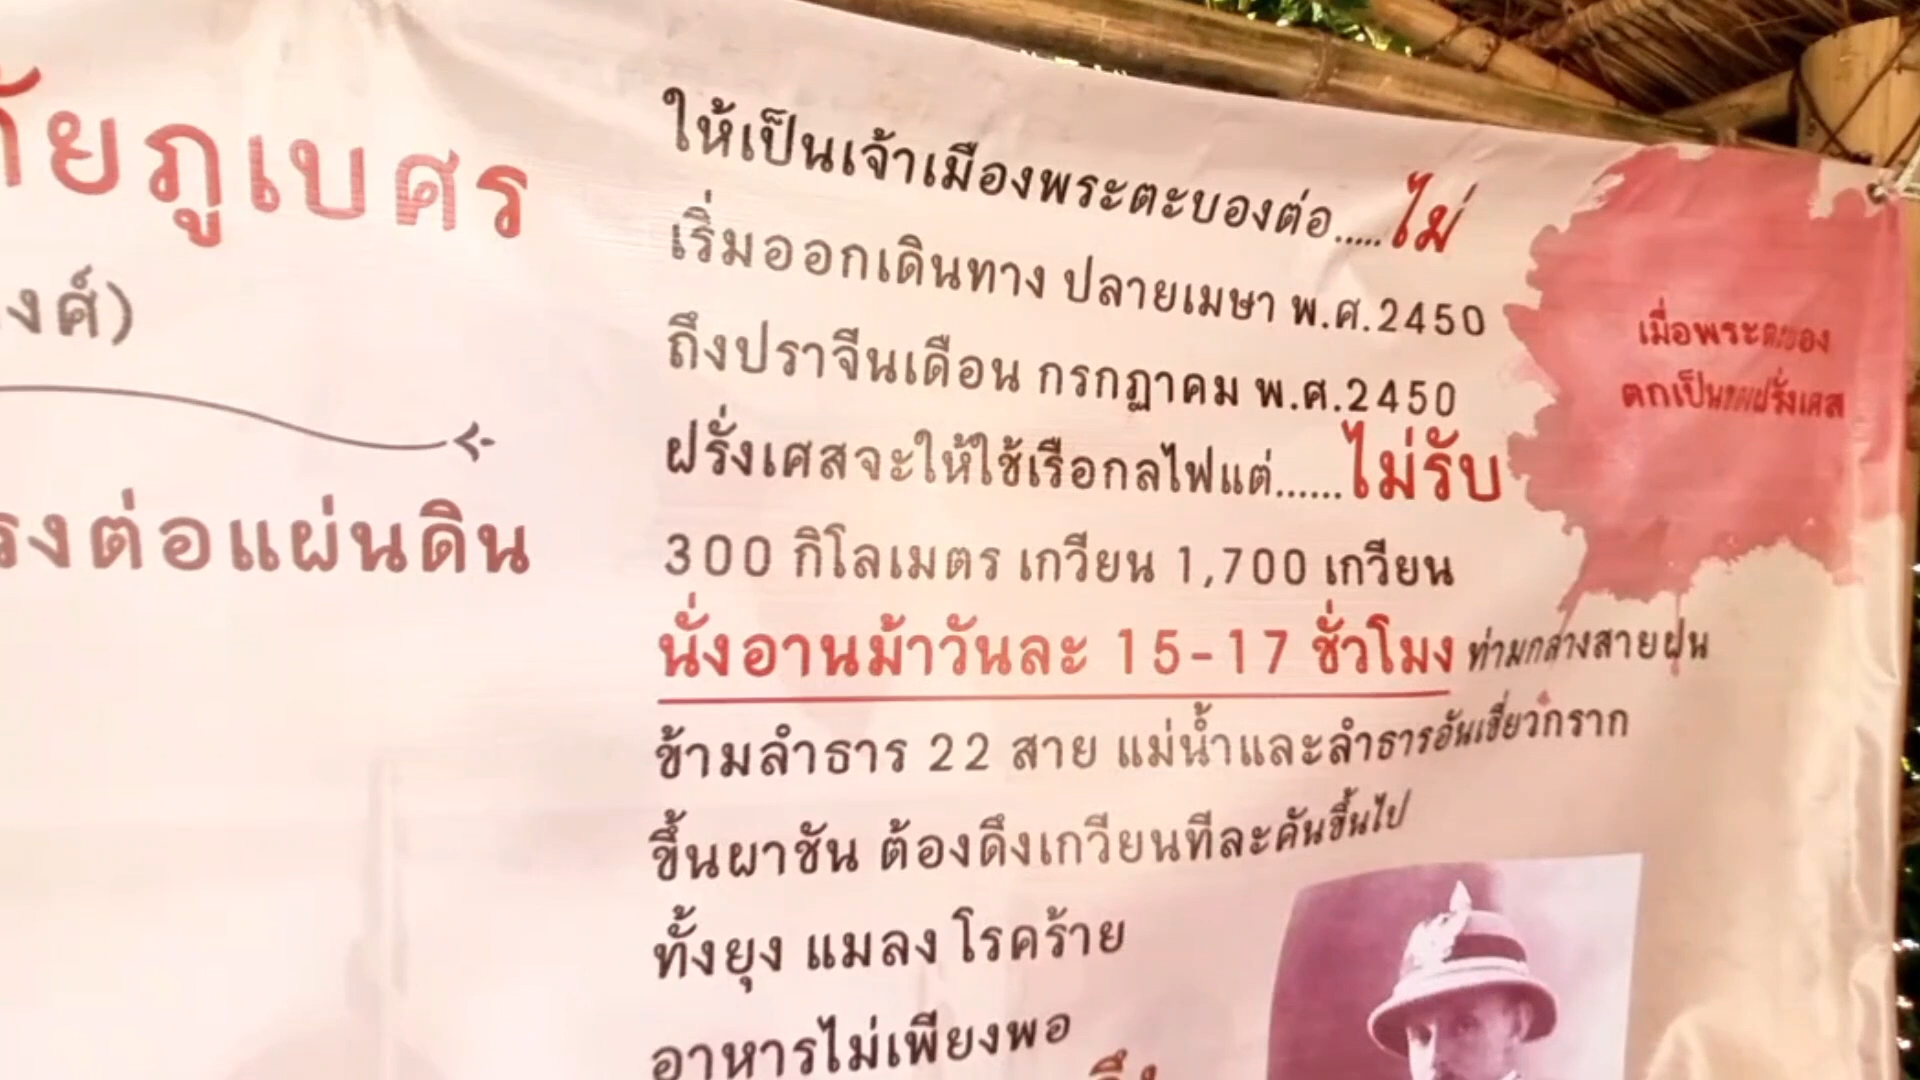 ภัยภูเบศร
งศ์)
รงต่อแผ่นดิน
ให้เป็นเจ้าเมืองพระตะบองต่อ.....ไม่
เริ่มออกเดินทาง ปลายเมษา พ.ศ.2450
ถึงปราจีนเดือน กรกฏาคม พ.ศ.2450
ฝรั่งเศสจะให้ใช้เรือกลไฟแต่......ไม่รับ
300 กิโลเมตร เกวียน 1,700 เกวียน
นั่งอานม้าวันละ 15-17 ชั่วโมง ท่ามกลางสายฝน
ข้ามลำธาร 22 สาย แม่น้ำและลำธารอันเชี่ยวกราก
ขึ้นผาชัน ต้องดึงเกวียนทีละคันขึ้นไป
ทั้งยุง แมลง โรคร้าย
อาหารไม่เพียงพอ
เมื่อพระตะบอง
ตกเป็นของฝรั่งเศส